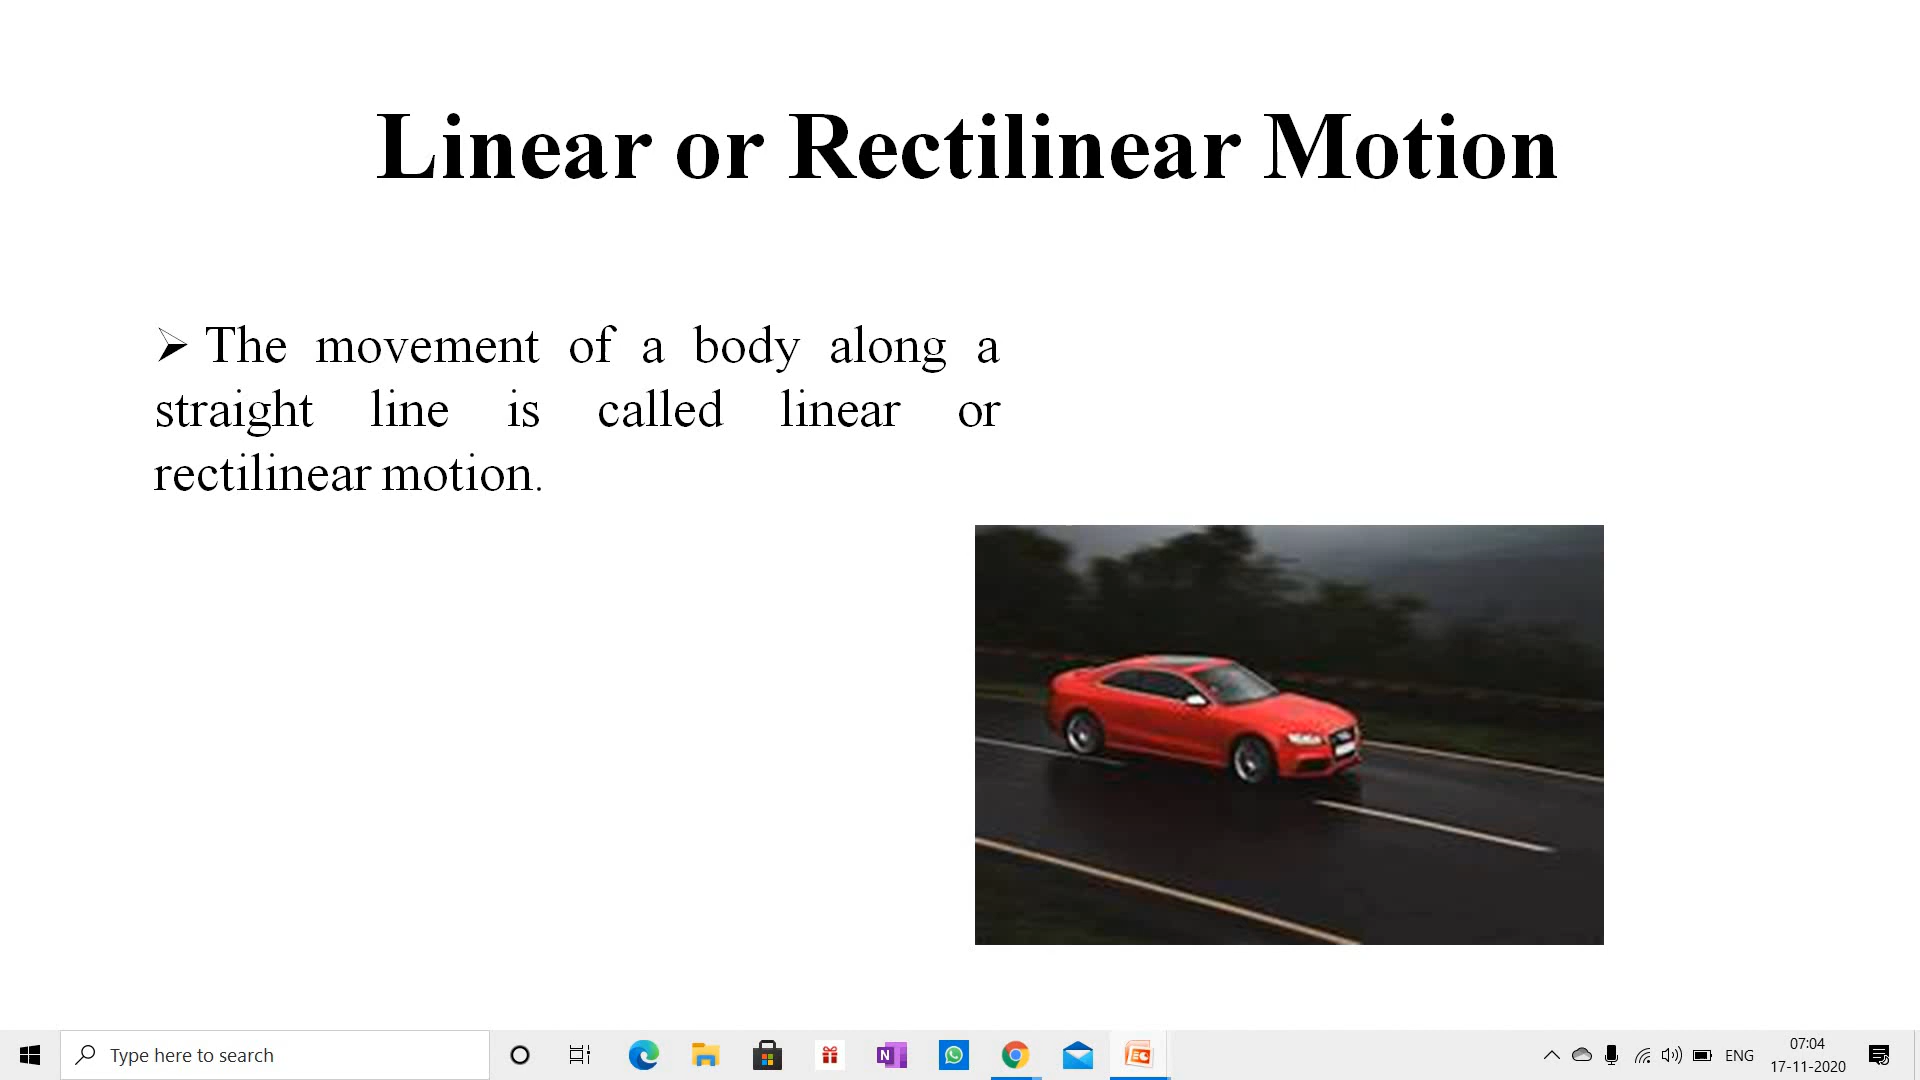 Linear or Rectilinear Motion
➢ The movement of a body along a
straight line is called linear or
rectilinear motion.
Type here to search
ENG
07:04
17-11-2020